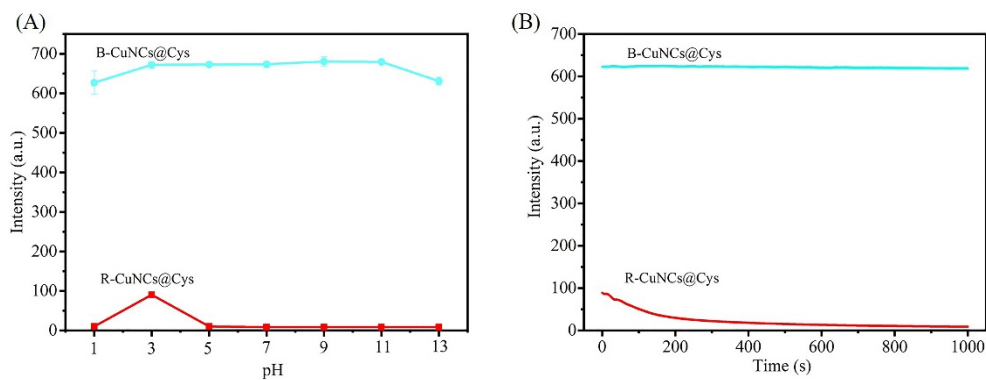 (A)
700
600
500
400
300
200
100
0
Intensity (a.u.)
B-CuNCs@Cys
R-CuNCs@Cys
1 3 5 7 9 11 13
pH
(B)
700
600
500
400
300
200
100
0
Intensity (a.u.)
B-CuNCs@Cys
R-CuNCs@Cys
0 200 400 600 800 1000
Time (s)